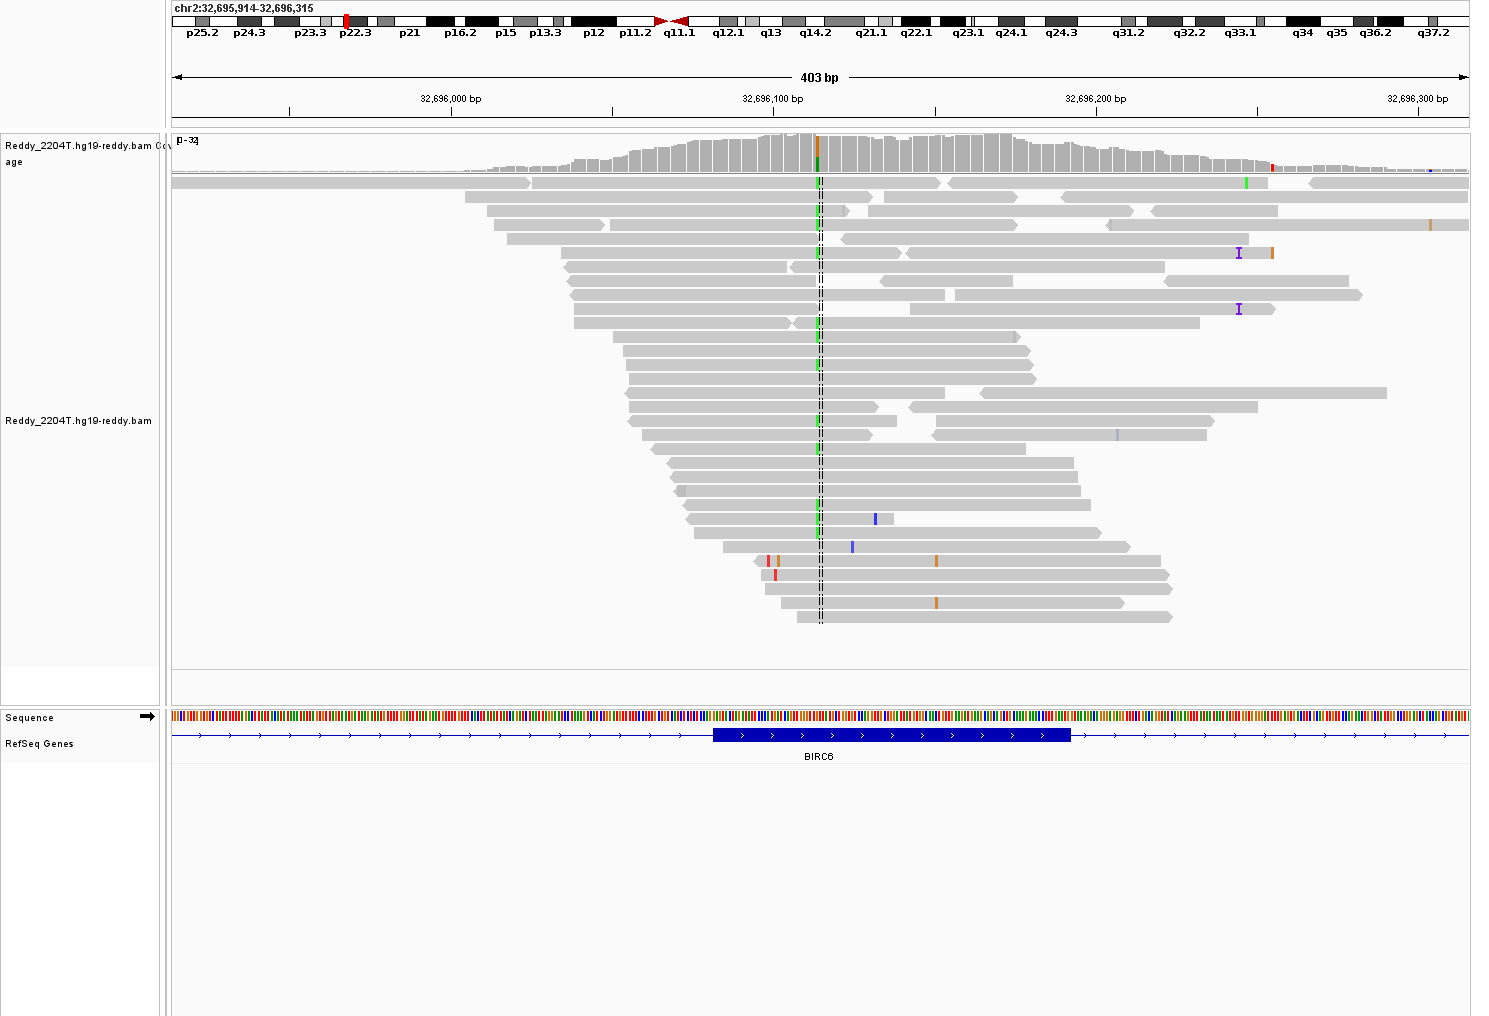 chr2:32,695,914-32,696,315
p25.2 p24.3 p23.3 p22.3 p21 p16.2 p15 p13.3 p12 p11.2 q11.1 q12.1 q13 q14.2 q21.1 q22.1 q23.1 q24.1 q24.3 q31.2 q32.2 q33.1 q34 q35 q36.2 q37.2
403 bp
32,696,000 bp 32,696,100 bp 32,696,200 bp 32,696,300 bp
Reddy_2204T.hg19-reddy.bam Cov
age
[0-32]
Reddy_2204T.hg19-reddy.bam
Sequence
RefSeq Genes
BIRC6